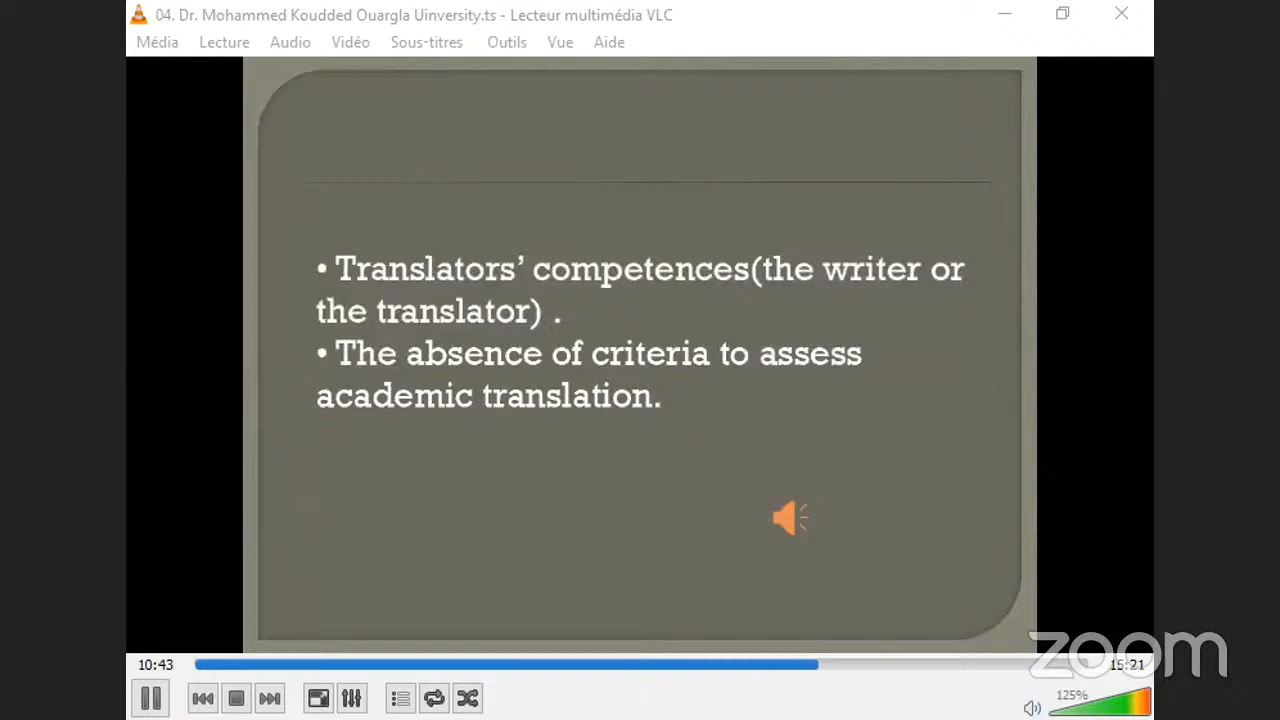 04. Dr. Mohammed Koudded Ouargla Uinversity.ts - Lecteur multimédia VLC
Média Lecture Audio Vidéo Sous-titres Outils Vue Aide
• Translators’ competences(the writer or
the translator) .
• The absence of criteria to assess
academic translation.
zoom
10:43 15:21
125%